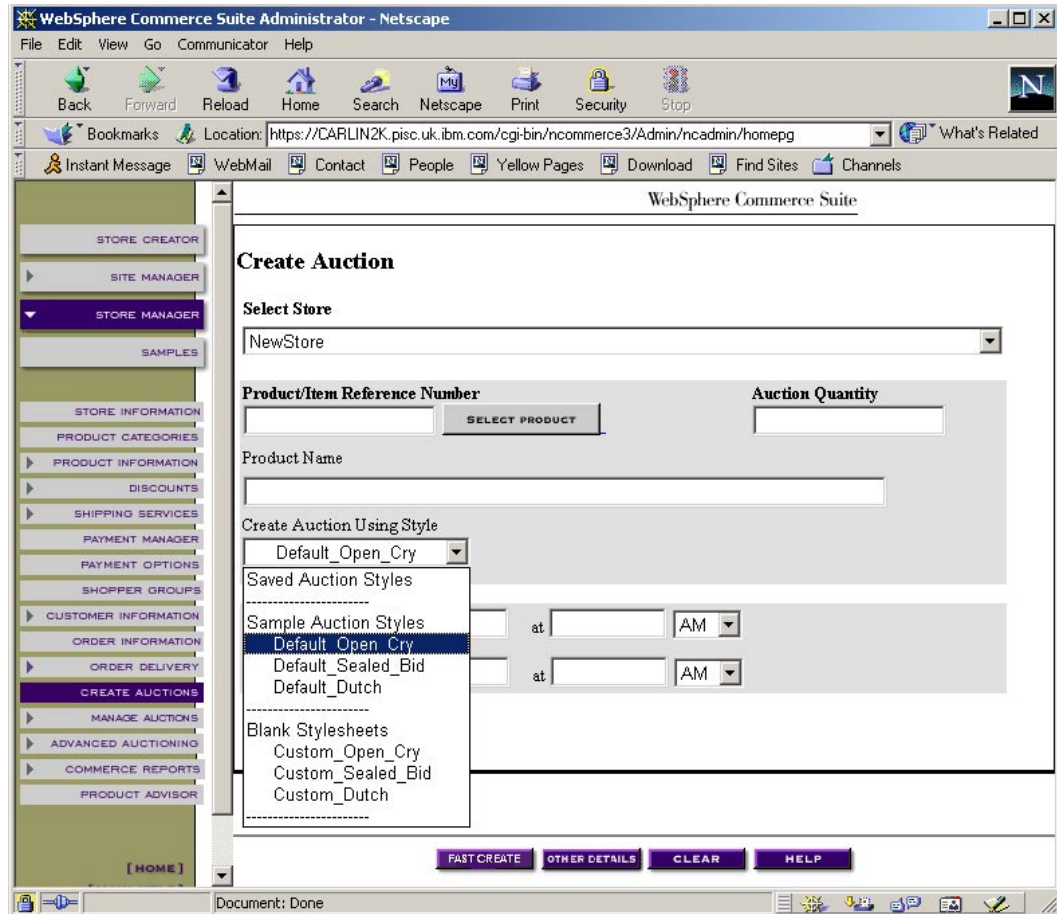 WebSphere Commerce Suite Administrator - Netscape
File Edit View Go Communicator Help
Back Forward Reload Home Search Netscape Print Security Stop
My
N
Bookmarks Location: https://CARLIN2K.pisc.uk.ibm.com/cgi-bin/ncommerce3/Admin/ncadmin/homepg What's Related
Instant Message WebMail Contact People Yellow Pages Download Find Sites Channels
WebSphere Commerce Suite
STORE CREATOR
SITE MANAGER
STORE MANAGER
SAMPLES
STORE INFORMATION
PRODUCT CATEGORIES
PRODUCT INFORMATION
DISCOUNTS
SHIPPING SERVICES
PAYMENT MANAGER
PAYMENT OPTIONS
SHOPPER GROUPS
CUSTOMER INFORMATION
ORDER INFORMATION
ORDER DELIVERY
CREATE AUCTIONS
MANAGE AUCTIONS
ADVANCED AUCTIONING
COMMERCE REPORTS
PRODUCT ADVISOR
[HOME]
Create Auction
Select Store
NewStore
Product/Item Reference Number Auction Quantity
SELECT PRODUCT
Product Name
Create Auction Using Style
Default_Open_Cry
Saved Auction Styles
-----------------------
Sample Auction Styles
Default_Open_Cry
Default_Sealed_Bid
Default_Dutch
-----------------------
Blank Stylesheets
Custom_Open_Cry
Custom_Sealed_Bid
Custom_Dutch
-----------------------
at AM
at AM
FAST CREATE OTHER DETAILS CLEAR HELP
Document: Done